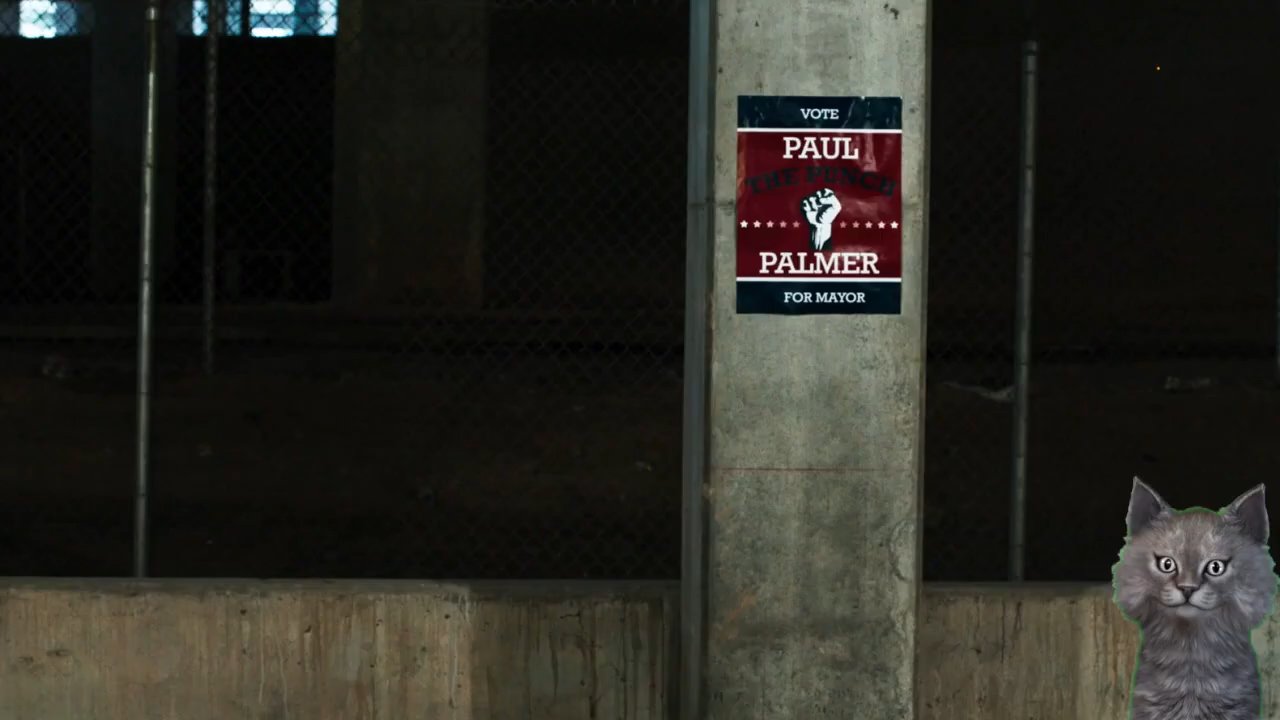 VOTE
PAUL
THE PUNCH
PALMER
FOR MAYOR